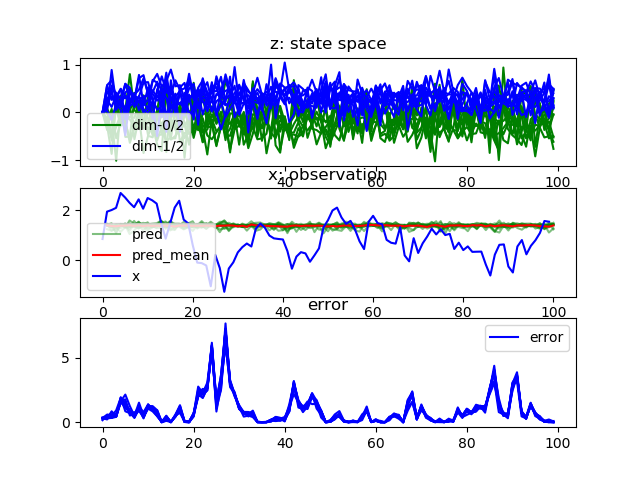 z: state space
1
0
−1
dim-0/2
dim-1/2
0 20 40 60 80 100
x: observation
2
0
pred
pred_mean
x
0 20 40 60 80 100
error
5
0
error
0 20 40 60 80 100